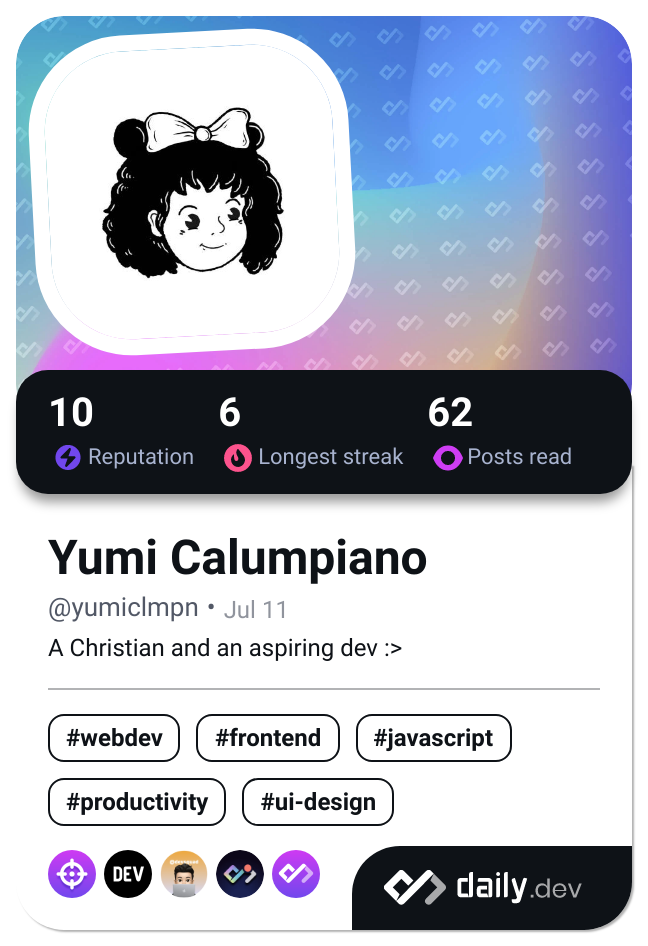 10 6 62
Reputation Longest streak Posts read
Yumi Calumpiano
@yumiclmpn • Jul 11
A Christian and an aspiring dev :>
#webdev #frontend #javascript
#productivity #ui-design
DEV
daily.dev